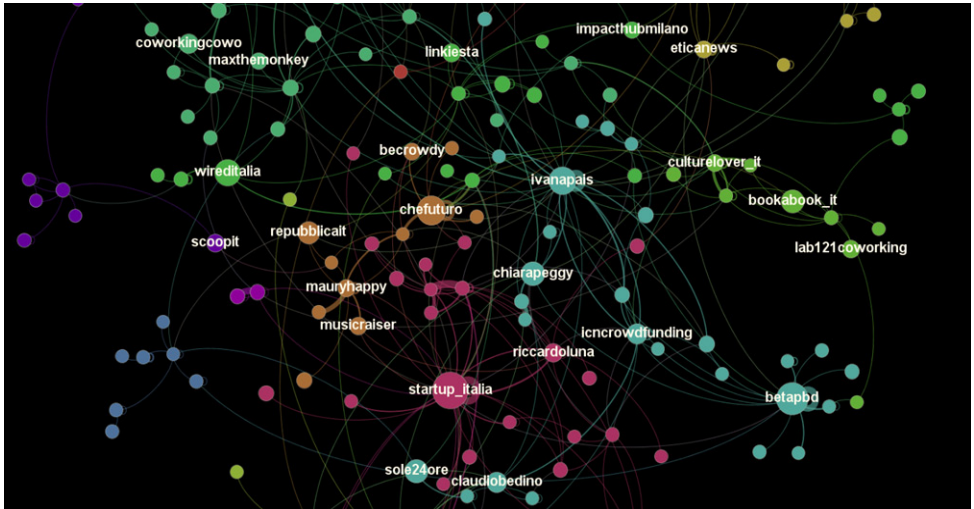 impacthubmilano
coworkingcowo
eticanews
linkiesta
maxthemonkey
becrowdy
culturelover_it
wireditalia
ivanapais
bookabook_it
chefuturo
repubblicait
scoopit
lab121coworking
chiarapeggy
mauryhappy
musicraiser
icncrowdfunding
riccardoluna
startup_italia
betapbd
sole24ore
claudiobedino